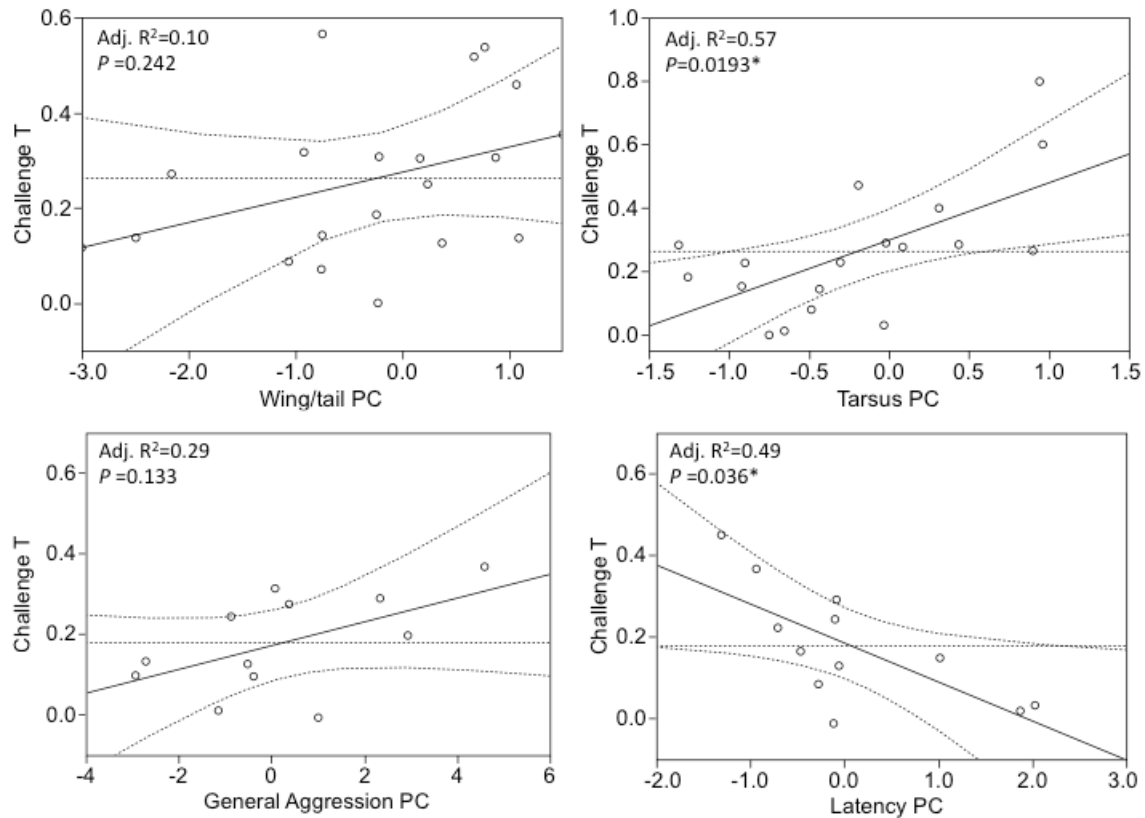 0.6
0.4
0.2
0.0
Challenge T
Adj. R²=0.10
P =0.242
-3.0 -2.0 -1.0 0.0 1.0
Wing/tail PC
1.0
0.8
0.6
0.4
0.2
0.0
Challenge T
Adj. R²=0.57
P=0.0193*
-1.5 -1.0 -0.5 0.0 0.5 1.0 1.5
Tarsus PC
0.6
0.4
0.2
0.0
Challenge T
Adj. R²=0.29
P =0.133
-4 -2 0 2 4 6
General Aggression PC
0.6
0.4
0.2
0.0
Challenge T
Adj. R²=0.49
P =0.036*
-2.0 -1.0 0.0 1.0 2.0 3.0
Latency PC